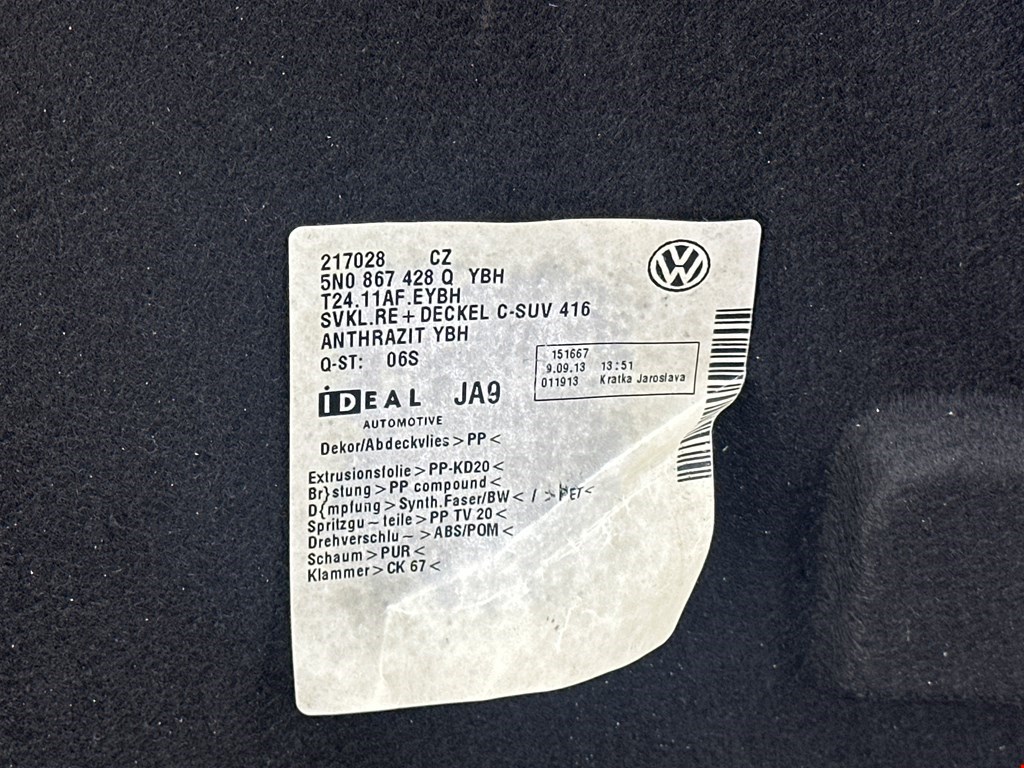 217028 CZ
5N0 867 428 Q YBH
T24.11AF.EYBH
SVKL.RE+DECKEL C-SUV 416
ANTHRAZIT YBH
Q-ST: 06S
151667
9.09.13 13:51
011913 Kratka Jaroslava
iDEAL JA9
AUTOMOTIVE
Dekor/Abdeckvlies>PP<
Extrusionsfolie>PP-KD20<
Br}stung>PP compound<
D{mpfung>Synth.Faser/BW< / >PET<
Spritzgu~teile>PP TV 20<
Drehverschlu~>ABS/POM<
Schaum>PUR<
Klammer>CK 67<